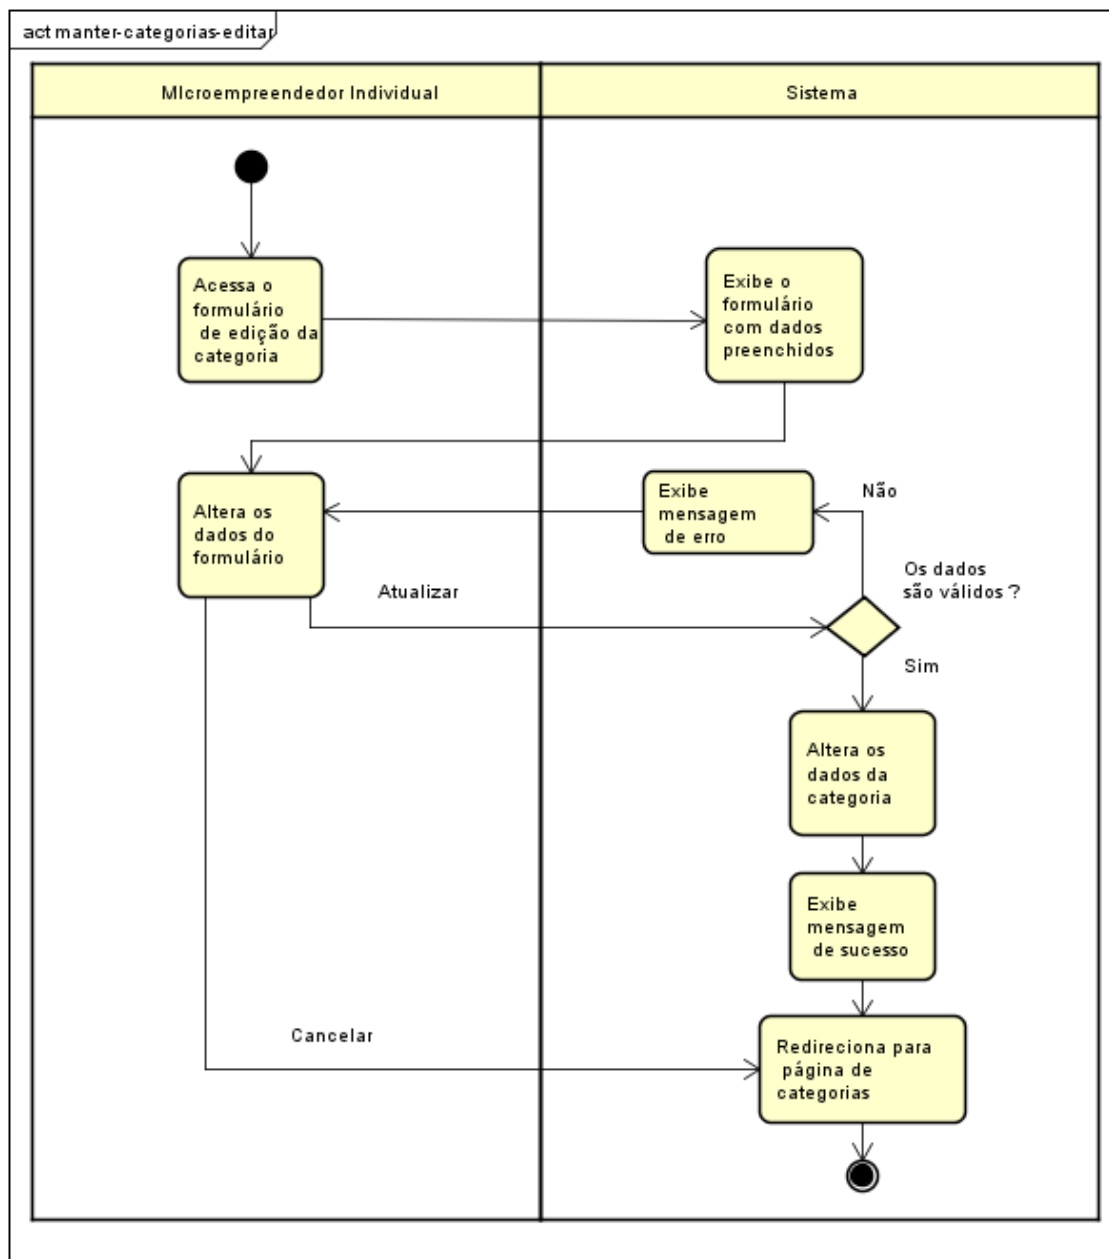 act manter-categorias-editar
MIcroempreendedor Individual
Sistema
Acessa o
formulário
de edição da
categoria
Exibe o
formulário
com dados
preenchidos
Altera os
dados do
formulário
Exibe
mensagem
de erro
Não
Os dados
são válidos ?
Atualizar
Sim
Altera os
dados da
categoria
Exibe
mensagem
de sucesso
Cancelar
Redireciona para
página de
categorias